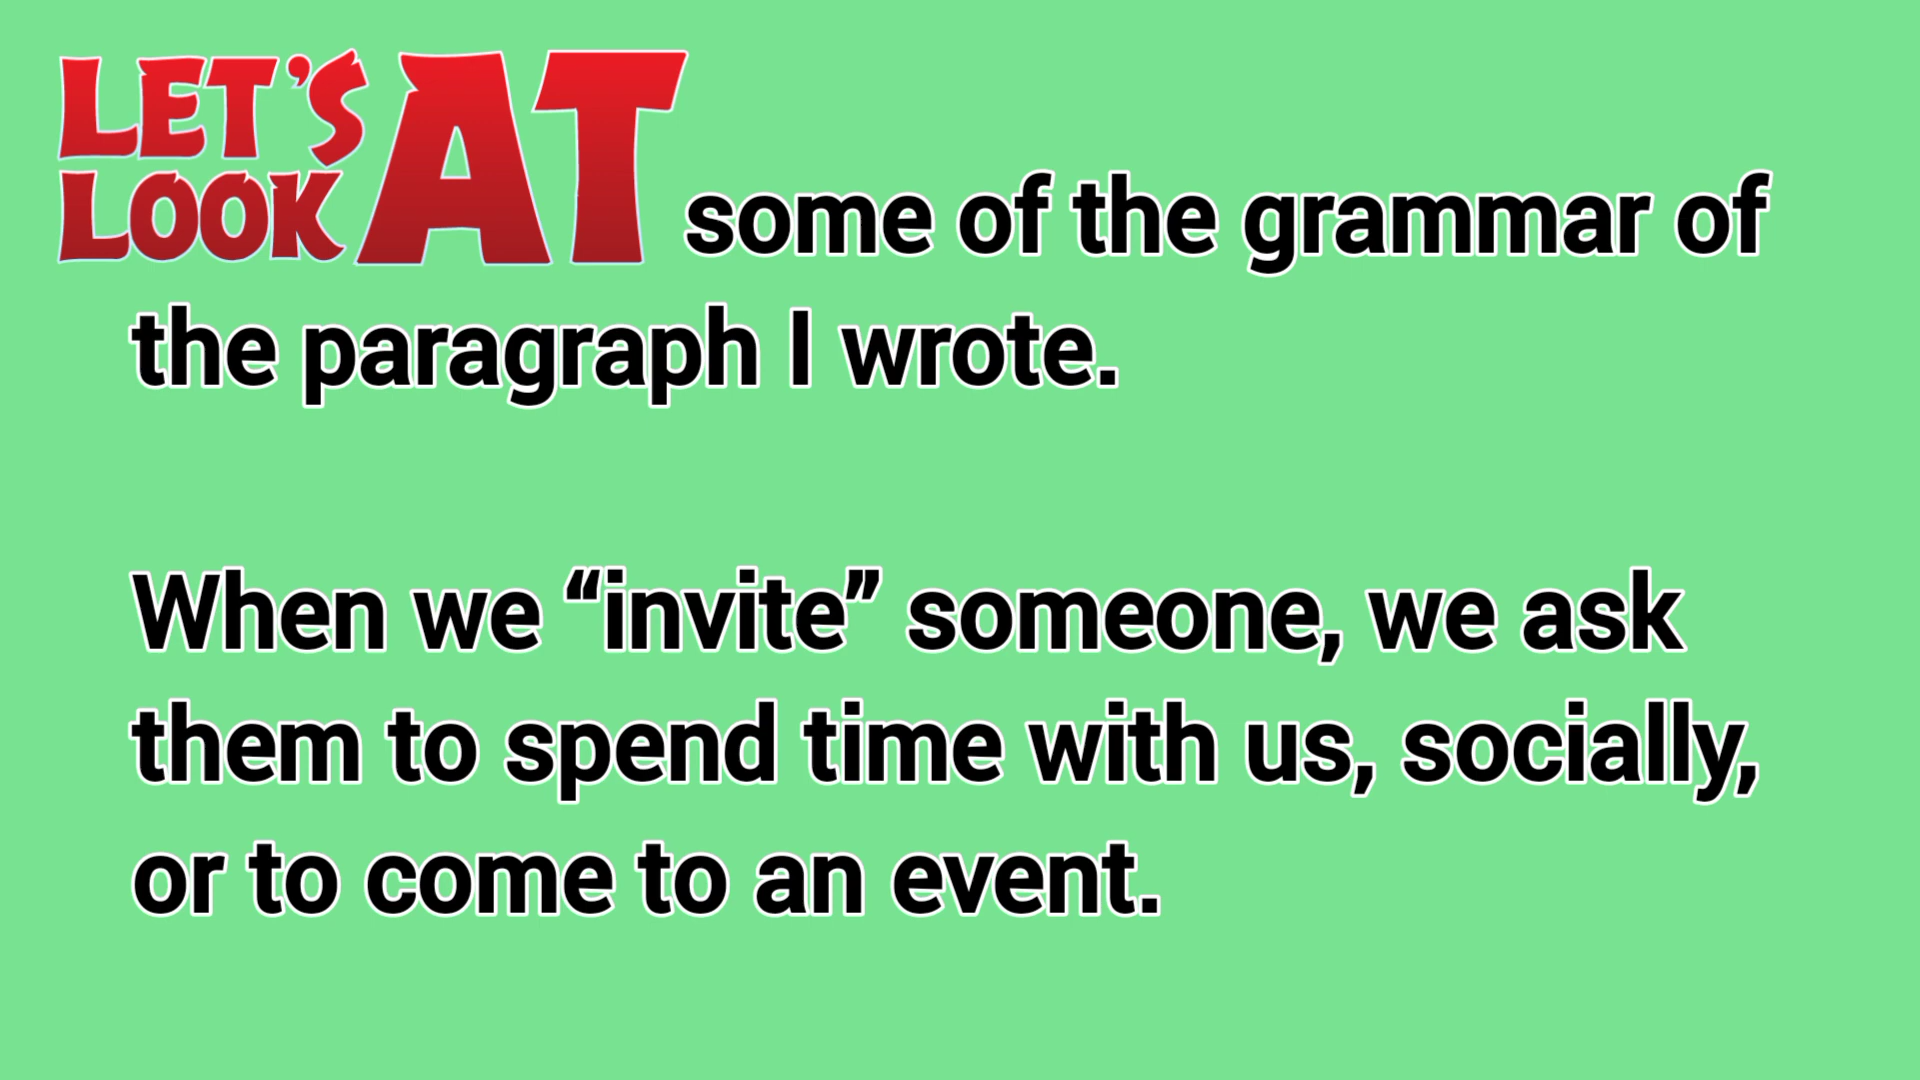 LET'S
LOOK AT some of the grammar of
the paragraph I wrote.
When we “invite” someone, we ask
them to spend time with us, socially,
or to come to an event.